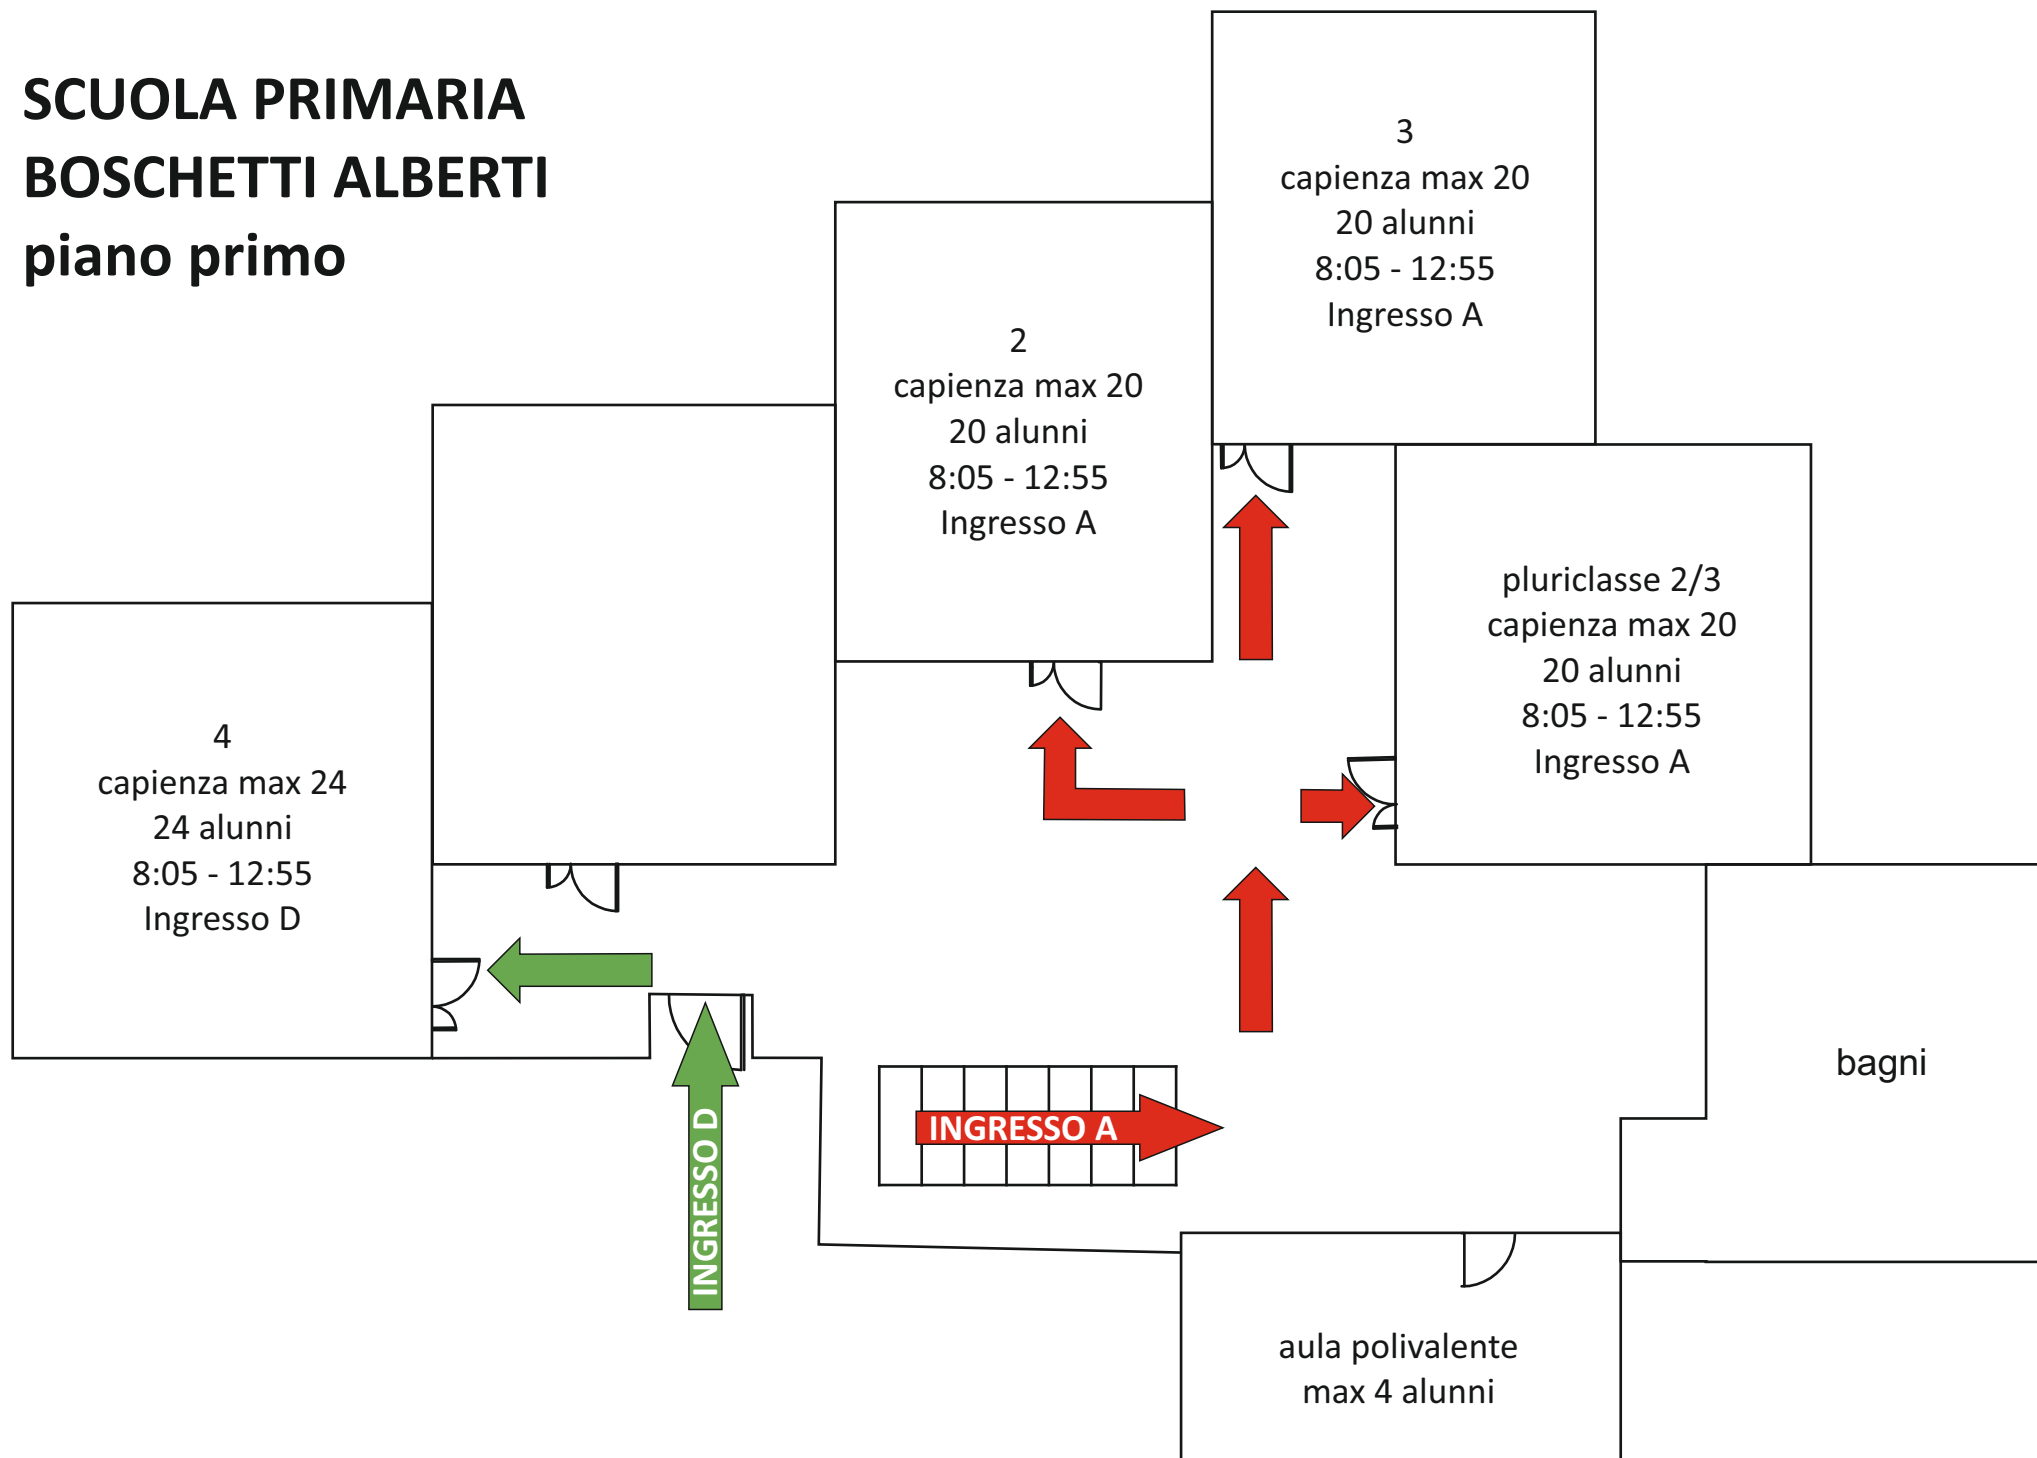 SCUOLA PRIMARIA
BOSCHETTI ALBERTI
piano primo
3
capienza max 20
20 alunni
8:05 - 12:55
Ingresso A
2
capienza max 20
20 alunni
8:05 - 12:55
Ingresso A
pluriclasse 2/3
capienza max 20
20 alunni
8:05 - 12:55
Ingresso A
4
capienza max 24
24 alunni
8:05 - 12:55
Ingresso D
bagni
INGRESSO A
INGRESSO D
aula polivalente
max 4 alunni